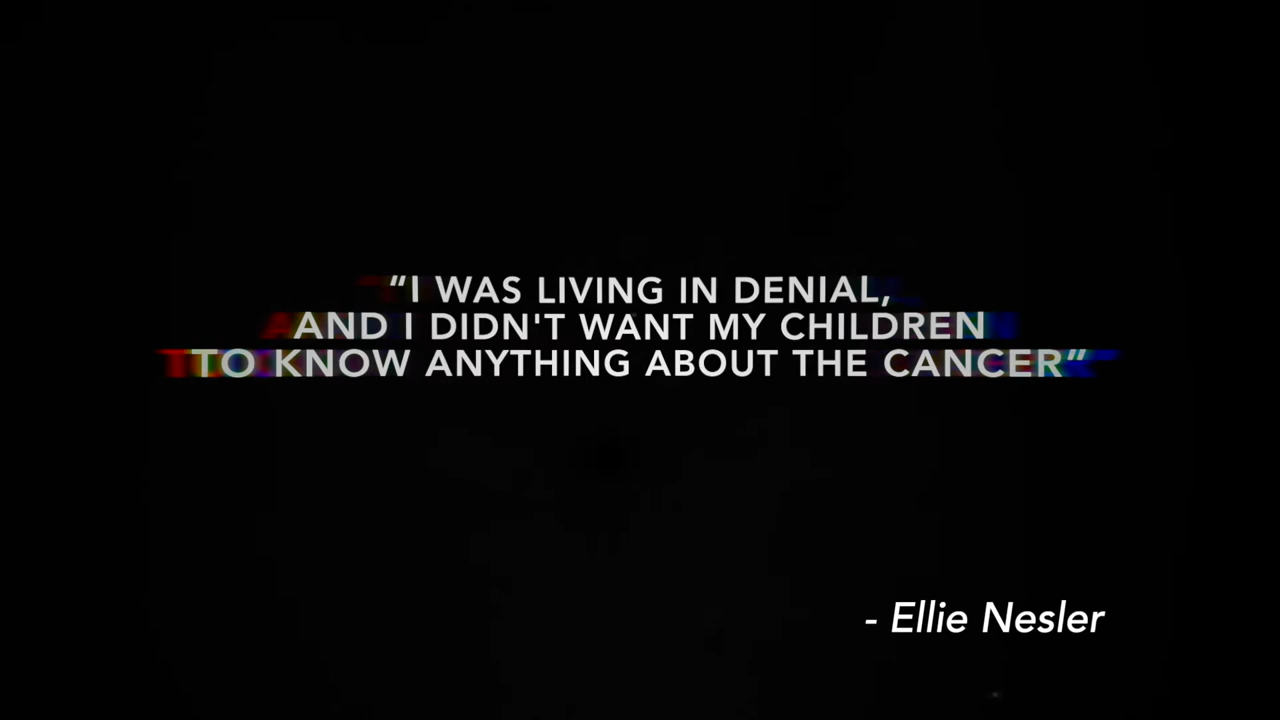 “I WAS LIVING IN DENIAL,
AND I DIDN'T WANT MY CHILDREN
TO KNOW ANYTHING ABOUT THE CANCER”
- Ellie Nesler